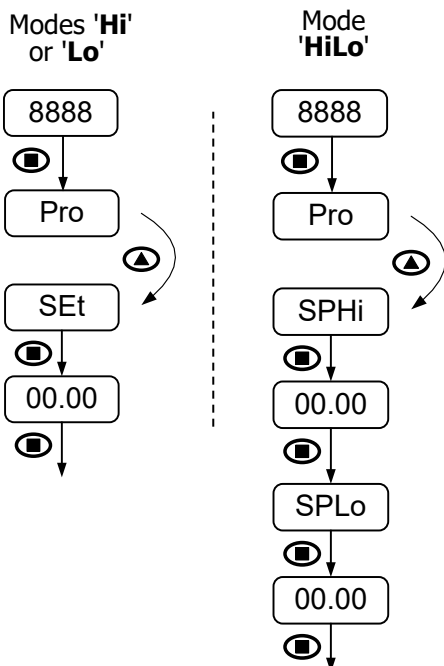 Modes 'Hi'
or 'Lo'
8888
Pro
SEt
00.00
Mode
'HiLo'
8888
Pro
SPHi
00.00
SPLo
00.00